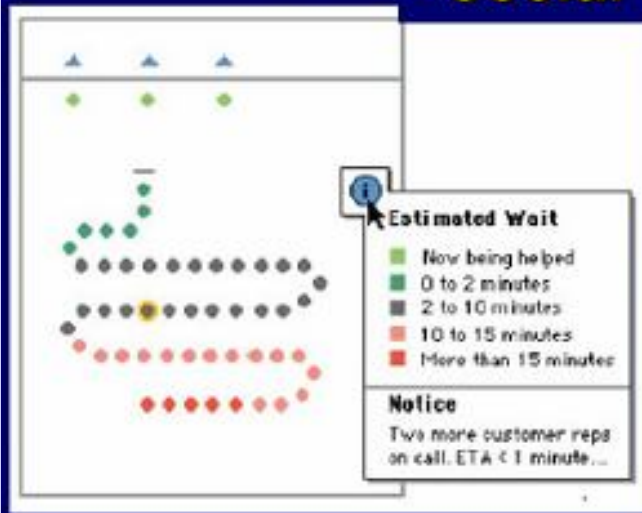 Estimated Wait
Now being helped
0 to 2 minutes
2 to 10 minutes
10 to 15 minutes
More than 15 minutes
Notice
Two more customer reps
on call. ETA < 1 minute...